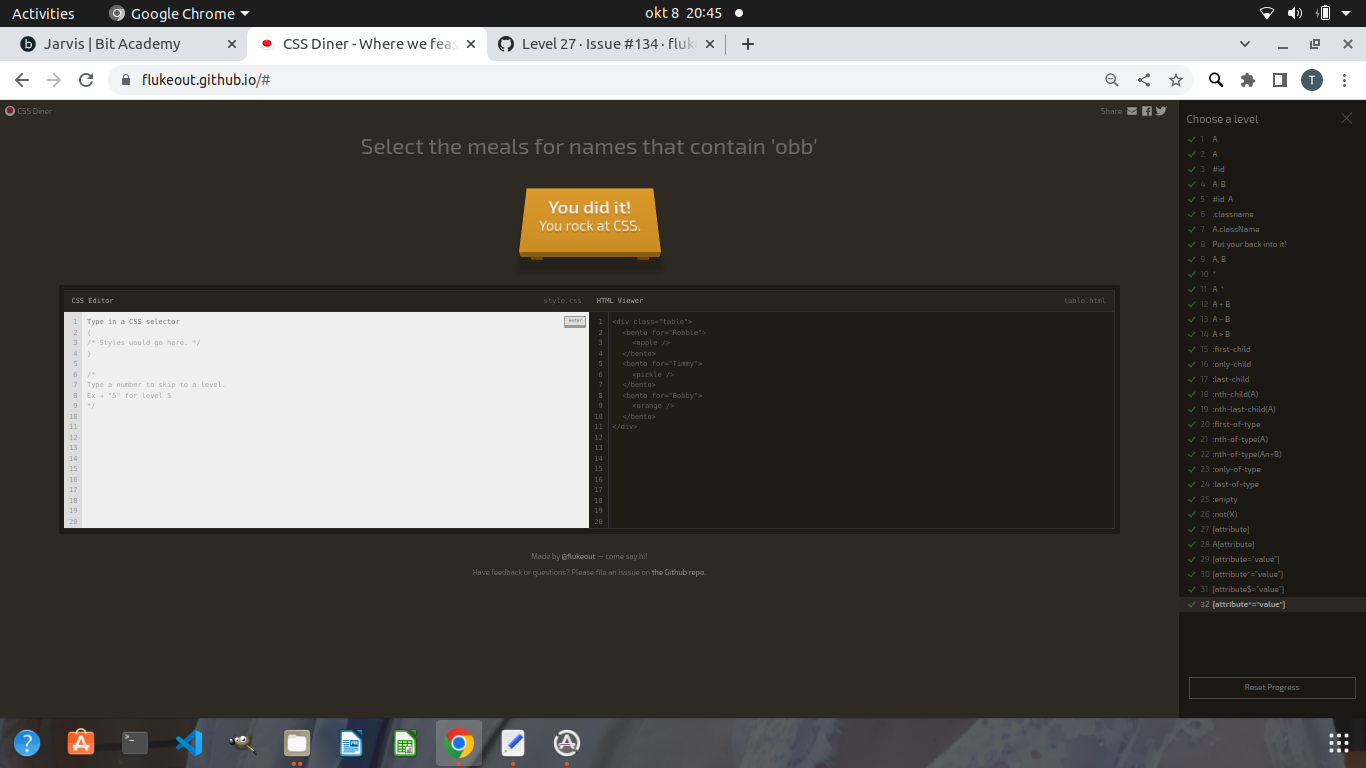 Activities
Google Chrome
okt 8 20:45
Jarvis | Bit Academy
CSS Diner - Where we feas
Level 27 · Issue #134 · fluk
flukeout.github.io/#
T
CSS Diner
Share
Select the meals for names that contain 'obb'
You did it!
You rock at CSS.
CSS Editor
style.css
1 Type in a CSS selector
enter
2 {
3 /* Styles would go here. */
4 }
5
6 /*
7 Type a number to skip to a level.
8 Ex → "5" for level 5
9 */
10
11
12
13
14
15
16
17
18
19
20
HTML Viewer
table.html
1 <div class="table">
2 <bento for="Robbie">
3 <apple />
4 </bento>
5 <bento for="Timmy">
6 <pickle />
7 </bento>
8 <bento for="Bobby">
9 <orange />
10 </bento>
11 </div>
12
13
14
15
16
17
18
19
20
Made by @flukeout — come say hi!
Have feedback or questions? Please file an isssue on the Github repo.
Choose a level
1 A
2 A
3 #id
4 A B
5 #id A
6 .classname
7 A.className
8 Put your back into it!
9 A, B
10 *
11 A *
12 A + B
13 A ~ B
14 A > B
15 :first-child
16 :only-child
17 :last-child
18 :nth-child(A)
19 :nth-last-child(A)
20 :first-of-type
21 :nth-of-type(A)
22 :nth-of-type(An+B)
23 :only-of-type
24 :last-of-type
25 :empty
26 :not(X)
27 [attribute]
28 A[attribute]
29 [attribute="value"]
30 [attribute^="value"]
31 [attribute$="value"]
32 [attribute*="value"]
Reset Progress